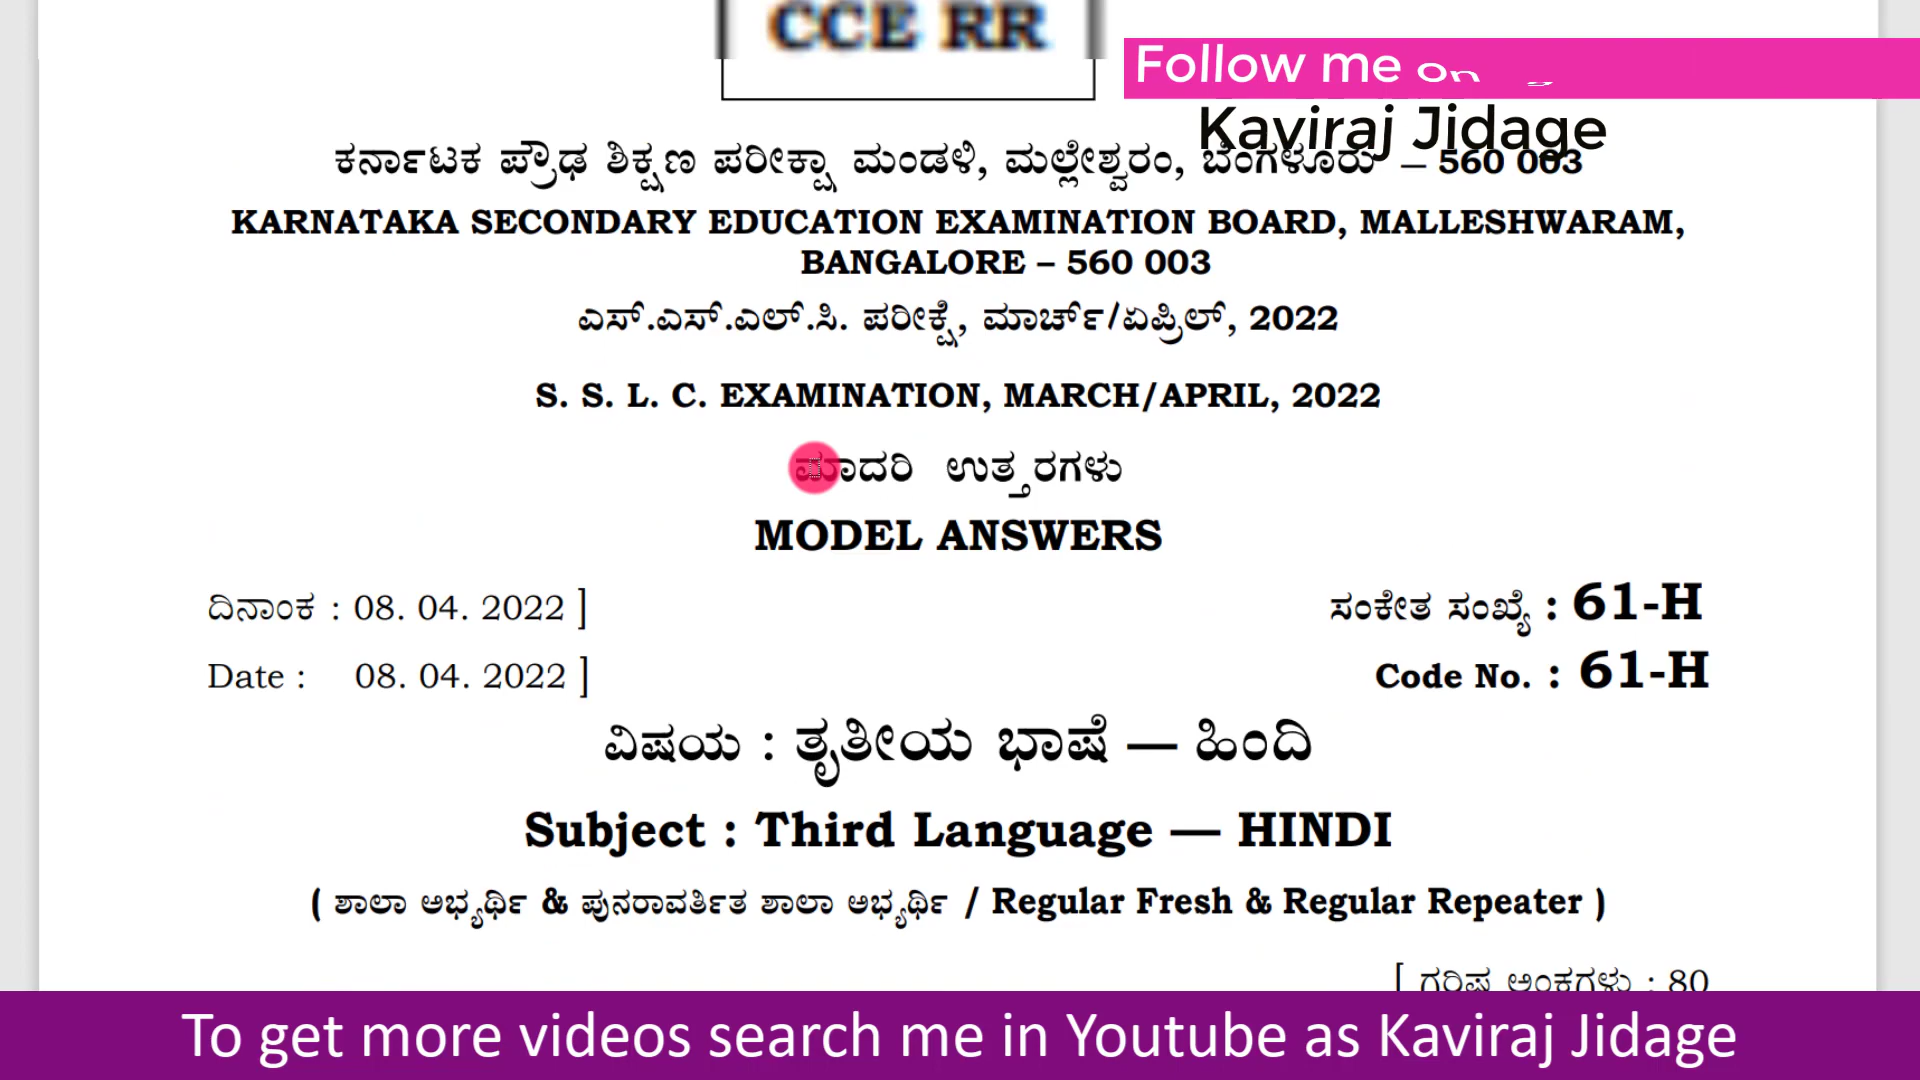 CCE RR
Follow me on
Kaviraj Jidage
ಕರ್ನಾಟಕ ಪ್ರೌಢ ಶಿಕ್ಷಣ ಪರೀಕ್ಷಾ ಮಂಡಳಿ, ಮಲ್ಲೇಶ್ವರಂ, ಬೆಂಗಳೂರು – 560 003
KARNATAKA SECONDARY EDUCATION EXAMINATION BOARD, MALLESHWARAM,
BANGALORE – 560 003
ಎಸ್.ಎಸ್.ಎಲ್.ಸಿ. ಪರೀಕ್ಷೆ, ಮಾರ್ಚ್/ಏಪ್ರಿಲ್, 2022
S. S. L. C. EXAMINATION, MARCH/APRIL, 2022
ಮಾದರಿ ಉತ್ತರಗಳು
MODEL ANSWERS
ದಿನಾಂಕ : 08. 04. 2022 ]
ಸಂಕೇತ ಸಂಖ್ಯೆ : 61-H
Date : 08. 04. 2022 ]
Code No. : 61-H
ವಿಷಯ : ತೃತೀಯ ಭಾಷೆ — ಹಿಂದಿ
Subject : Third Language — HINDI
( ಶಾಲಾ ಅಭ್ಯರ್ಥಿ & ಪುನರಾವರ್ತಿತ ಶಾಲಾ ಅಭ್ಯರ್ಥಿ / Regular Fresh & Regular Repeater )
[ ಗರಿಷ್ಠ ಅಂಕಗಳು : 80
To get more videos search me in Youtube as Kaviraj Jidage